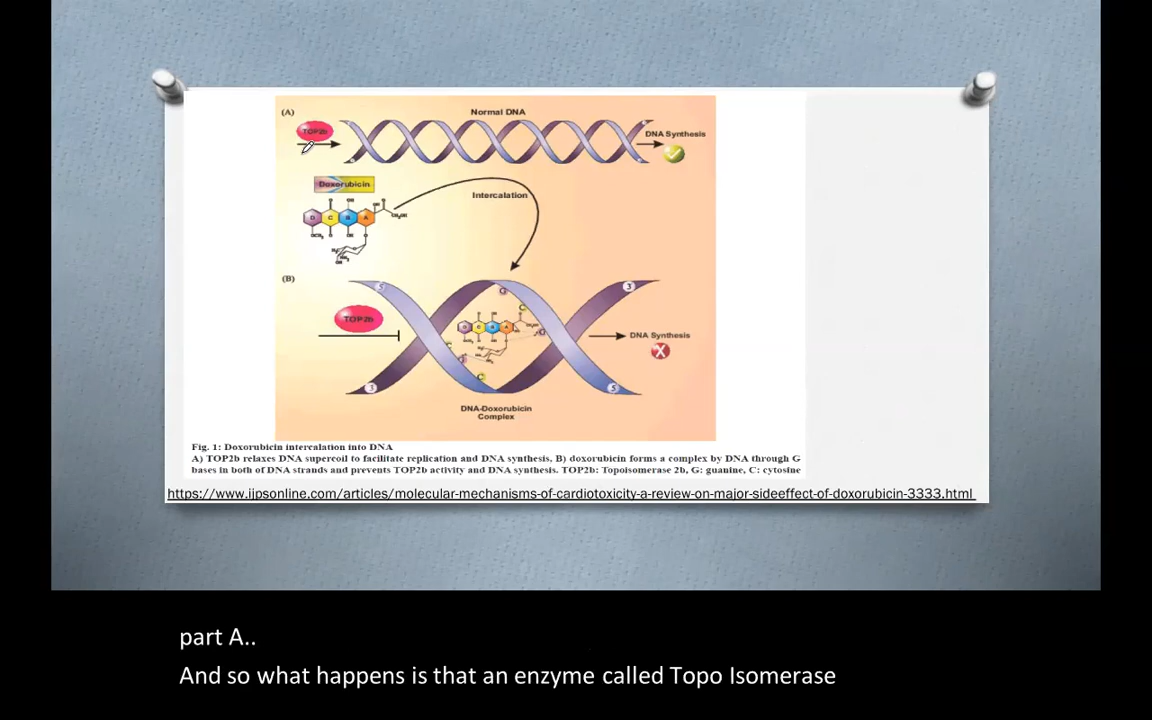 (A)
Normal DNA
TOP2b
DNA Synthesis
Doxorubicin
Intercalation
D C B A
(B)
5
3
G
C
TOP2b
D C B A
G
DNA Synthesis
C
3
5
DNA-Doxorubicin
Complex
Fig. 1: Doxorubicin intercalation into DNA
A) TOP2b relaxes DNA supercoil to facilitate replication and DNA synthesis, B) doxorubicin forms a complex by DNA through G
bases in both of DNA strands and prevents TOP2b activity and DNA synthesis. TOP2b: Topoisomerase 2b, G: guanine, C: cytosine
https://www.ijpsonline.com/articles/molecular-mechanisms-of-cardiotoxicity-a-review-on-major-sideeffect-of-doxorubicin-3333.html
part A..
And so what happens is that an enzyme called Topo Isomerase